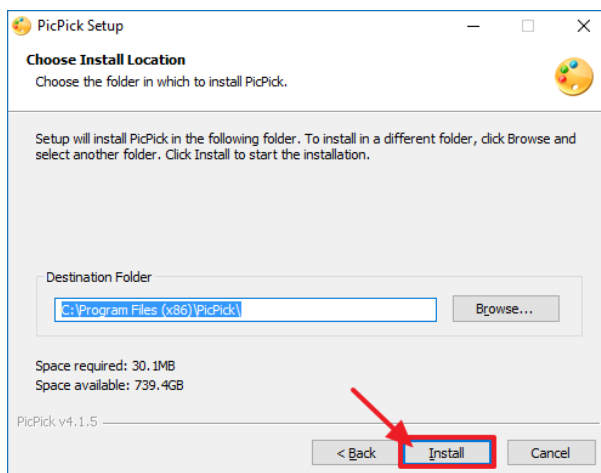 PicPick Setup
Choose Install Location
Choose the folder in which to install PicPick.
Setup will install PicPick in the following folder. To install in a different folder, click Browse and
select another folder. Click Install to start the installation.
Destination Folder
C:\Program Files (x86)\PicPick\
Browse...
Space required: 30.1MB
Space available: 739.4GB
PicPick v4.1.5
< Back
Install
Cancel